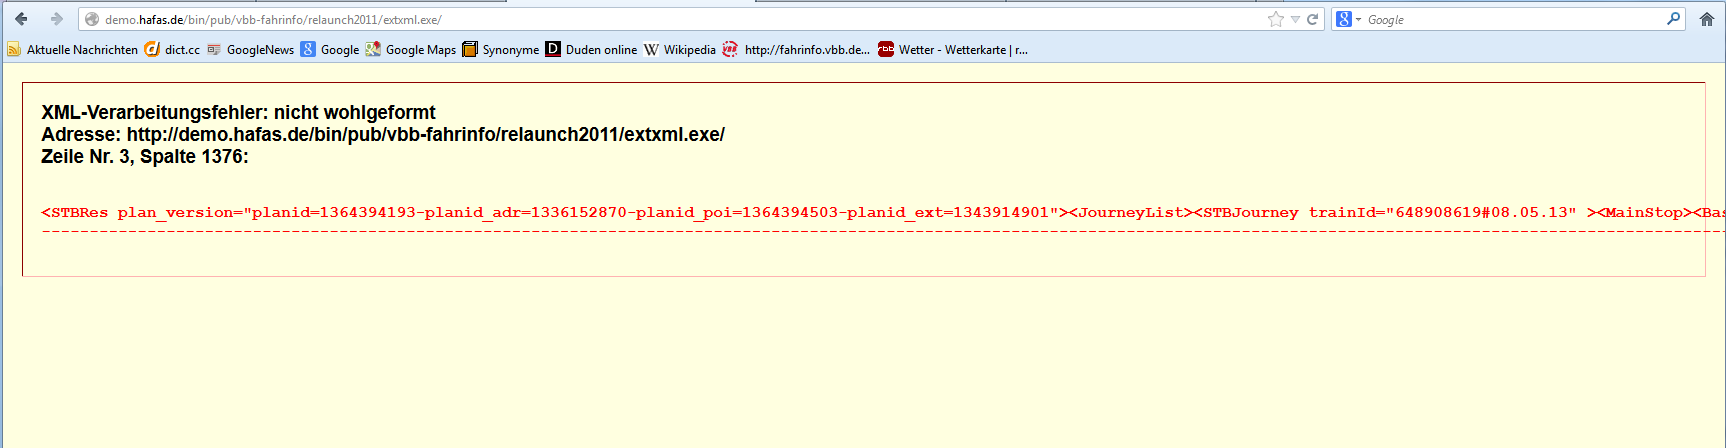 demo.hafas.de/bin/pub/vbb-fahrinfo/relaunch2011/extxml.exe/ Google
Aktuelle Nachrichten dict.cc GoogleNews Google Google Maps Synonyme Duden online Wikipedia http://fahrinfo.vbb.de... Wetter - Wetterkarte | r...
XML-Verarbeitungsfehler: nicht wohlgeformt
Adresse: http://demo.hafas.de/bin/pub/vbb-fahrinfo/relaunch2011/extxml.exe/
Zeile Nr. 3, Spalte 1376:
<STBRes plan_version="planid=1364394193-planid_adr=1336152870-planid_poi=1364394503-planid_ext=1343914901"><JourneyList><STBJourney trainId="648908619#08.05.13" ><MainStop><Bas